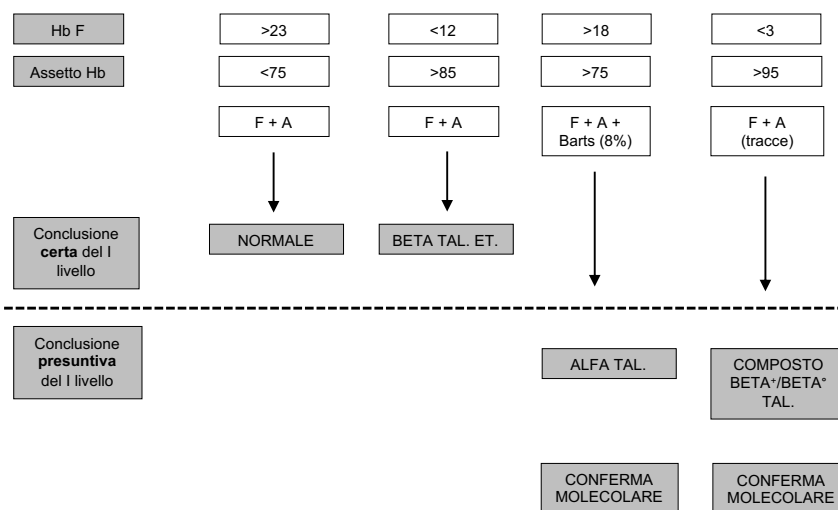 Hb F
>23
<12
>18
<3
Assetto Hb
<75
>85
>75
>95
F + A
F + A
F + A +
Barts (8%)
F + A
(tracce)
Conclusione
certa del I
livello
NORMALE
BETA TAL. ET.
Conclusione
presuntiva
del I livello
ALFA TAL.
COMPOSTO
BETA⁺/BETA°
TAL.
CONFERMA
MOLECOLARE
CONFERMA
MOLECOLARE